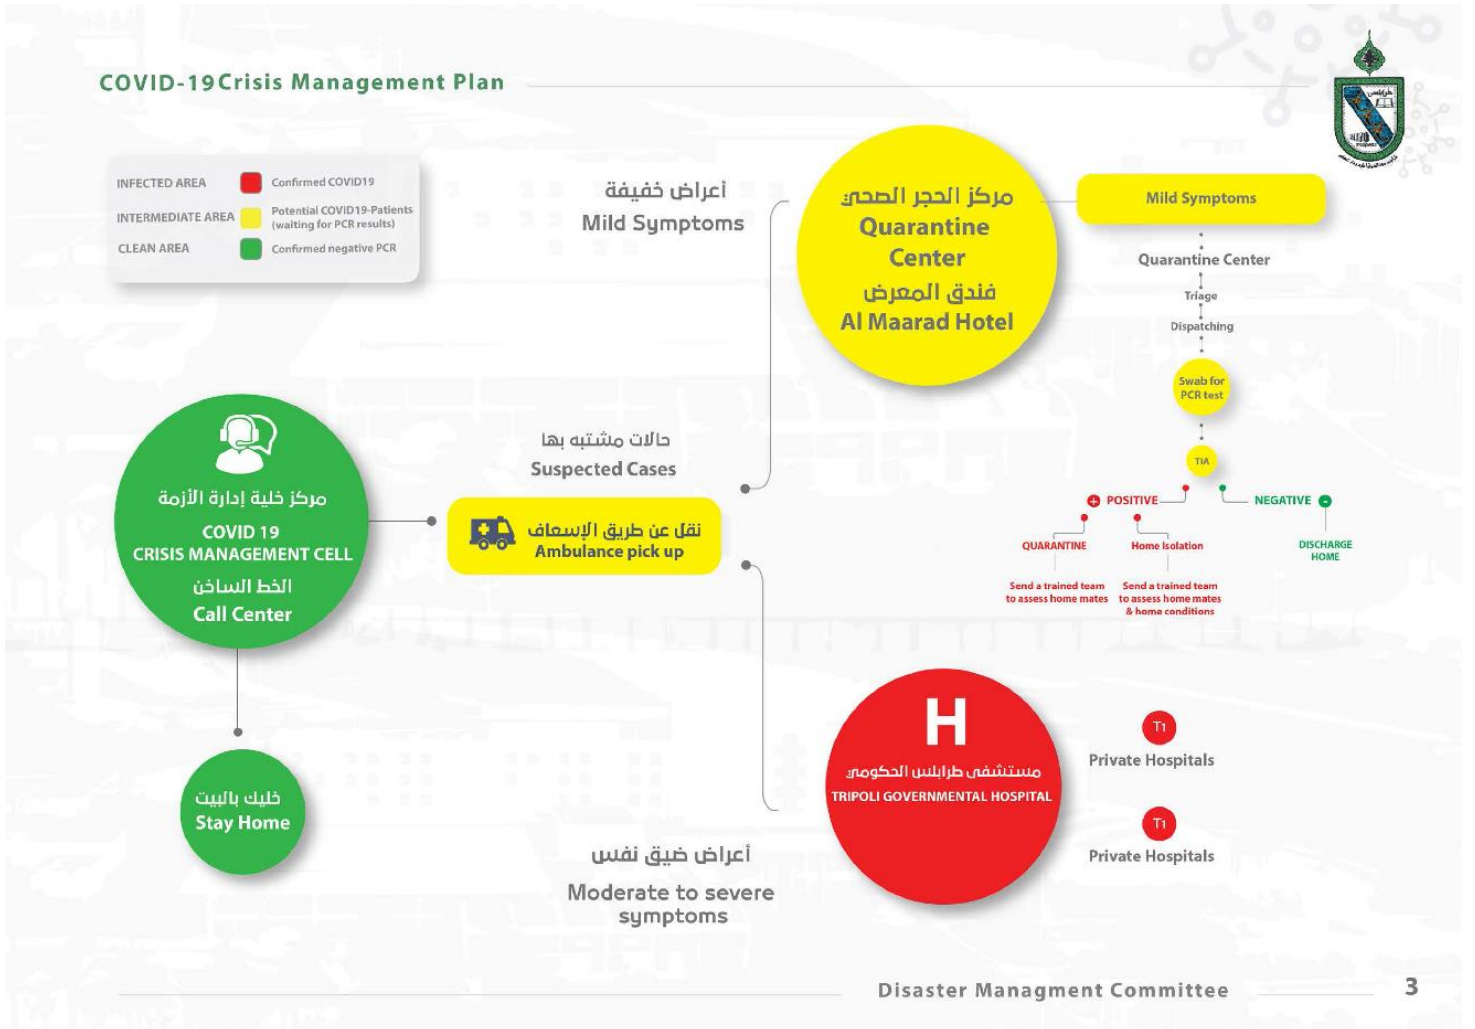 COVID-19 Crisis Management Plan
طرابلس
INFECTED AREA
Confirmed COVID19
INTERMEDIATE AREA
Potential COVID19-Patients
(waiting for PCR results)
CLEAN AREA
Confirmed negative PCR
أعراض خفيفة
Mild Symptoms
مركز الحجر الصحي
Quarantine
Center
فندق المعرض
Al Maarad Hotel
Mild Symptoms
Quarantine Center
Triage
Dispatching
Swab for
PCR test
TIA
+ POSITIVE
NEGATIVE -
QUARANTINE
Home Isolation
DISCHARGE
HOME
Send a trained team
to assess home mates
Send a trained team
to assess home mates
& home conditions
مركز خلية إدارة الأزمة
COVID 19
CRISIS MANAGEMENT CELL
الخط الساخن
Call Center
حالات مشتبه بها
Suspected Cases
نقل عن طريق الإسعاف
Ambulance pick up
خليك بالبيت
Stay Home
H
مستشفى طرابلس الحكومي
TRIPOLI GOVERNMENTAL HOSPITAL
T1
Private Hospitals
T1
Private Hospitals
أعراض ضيق نفس
Moderate to severe
symptoms
Disaster Managment Committee
3